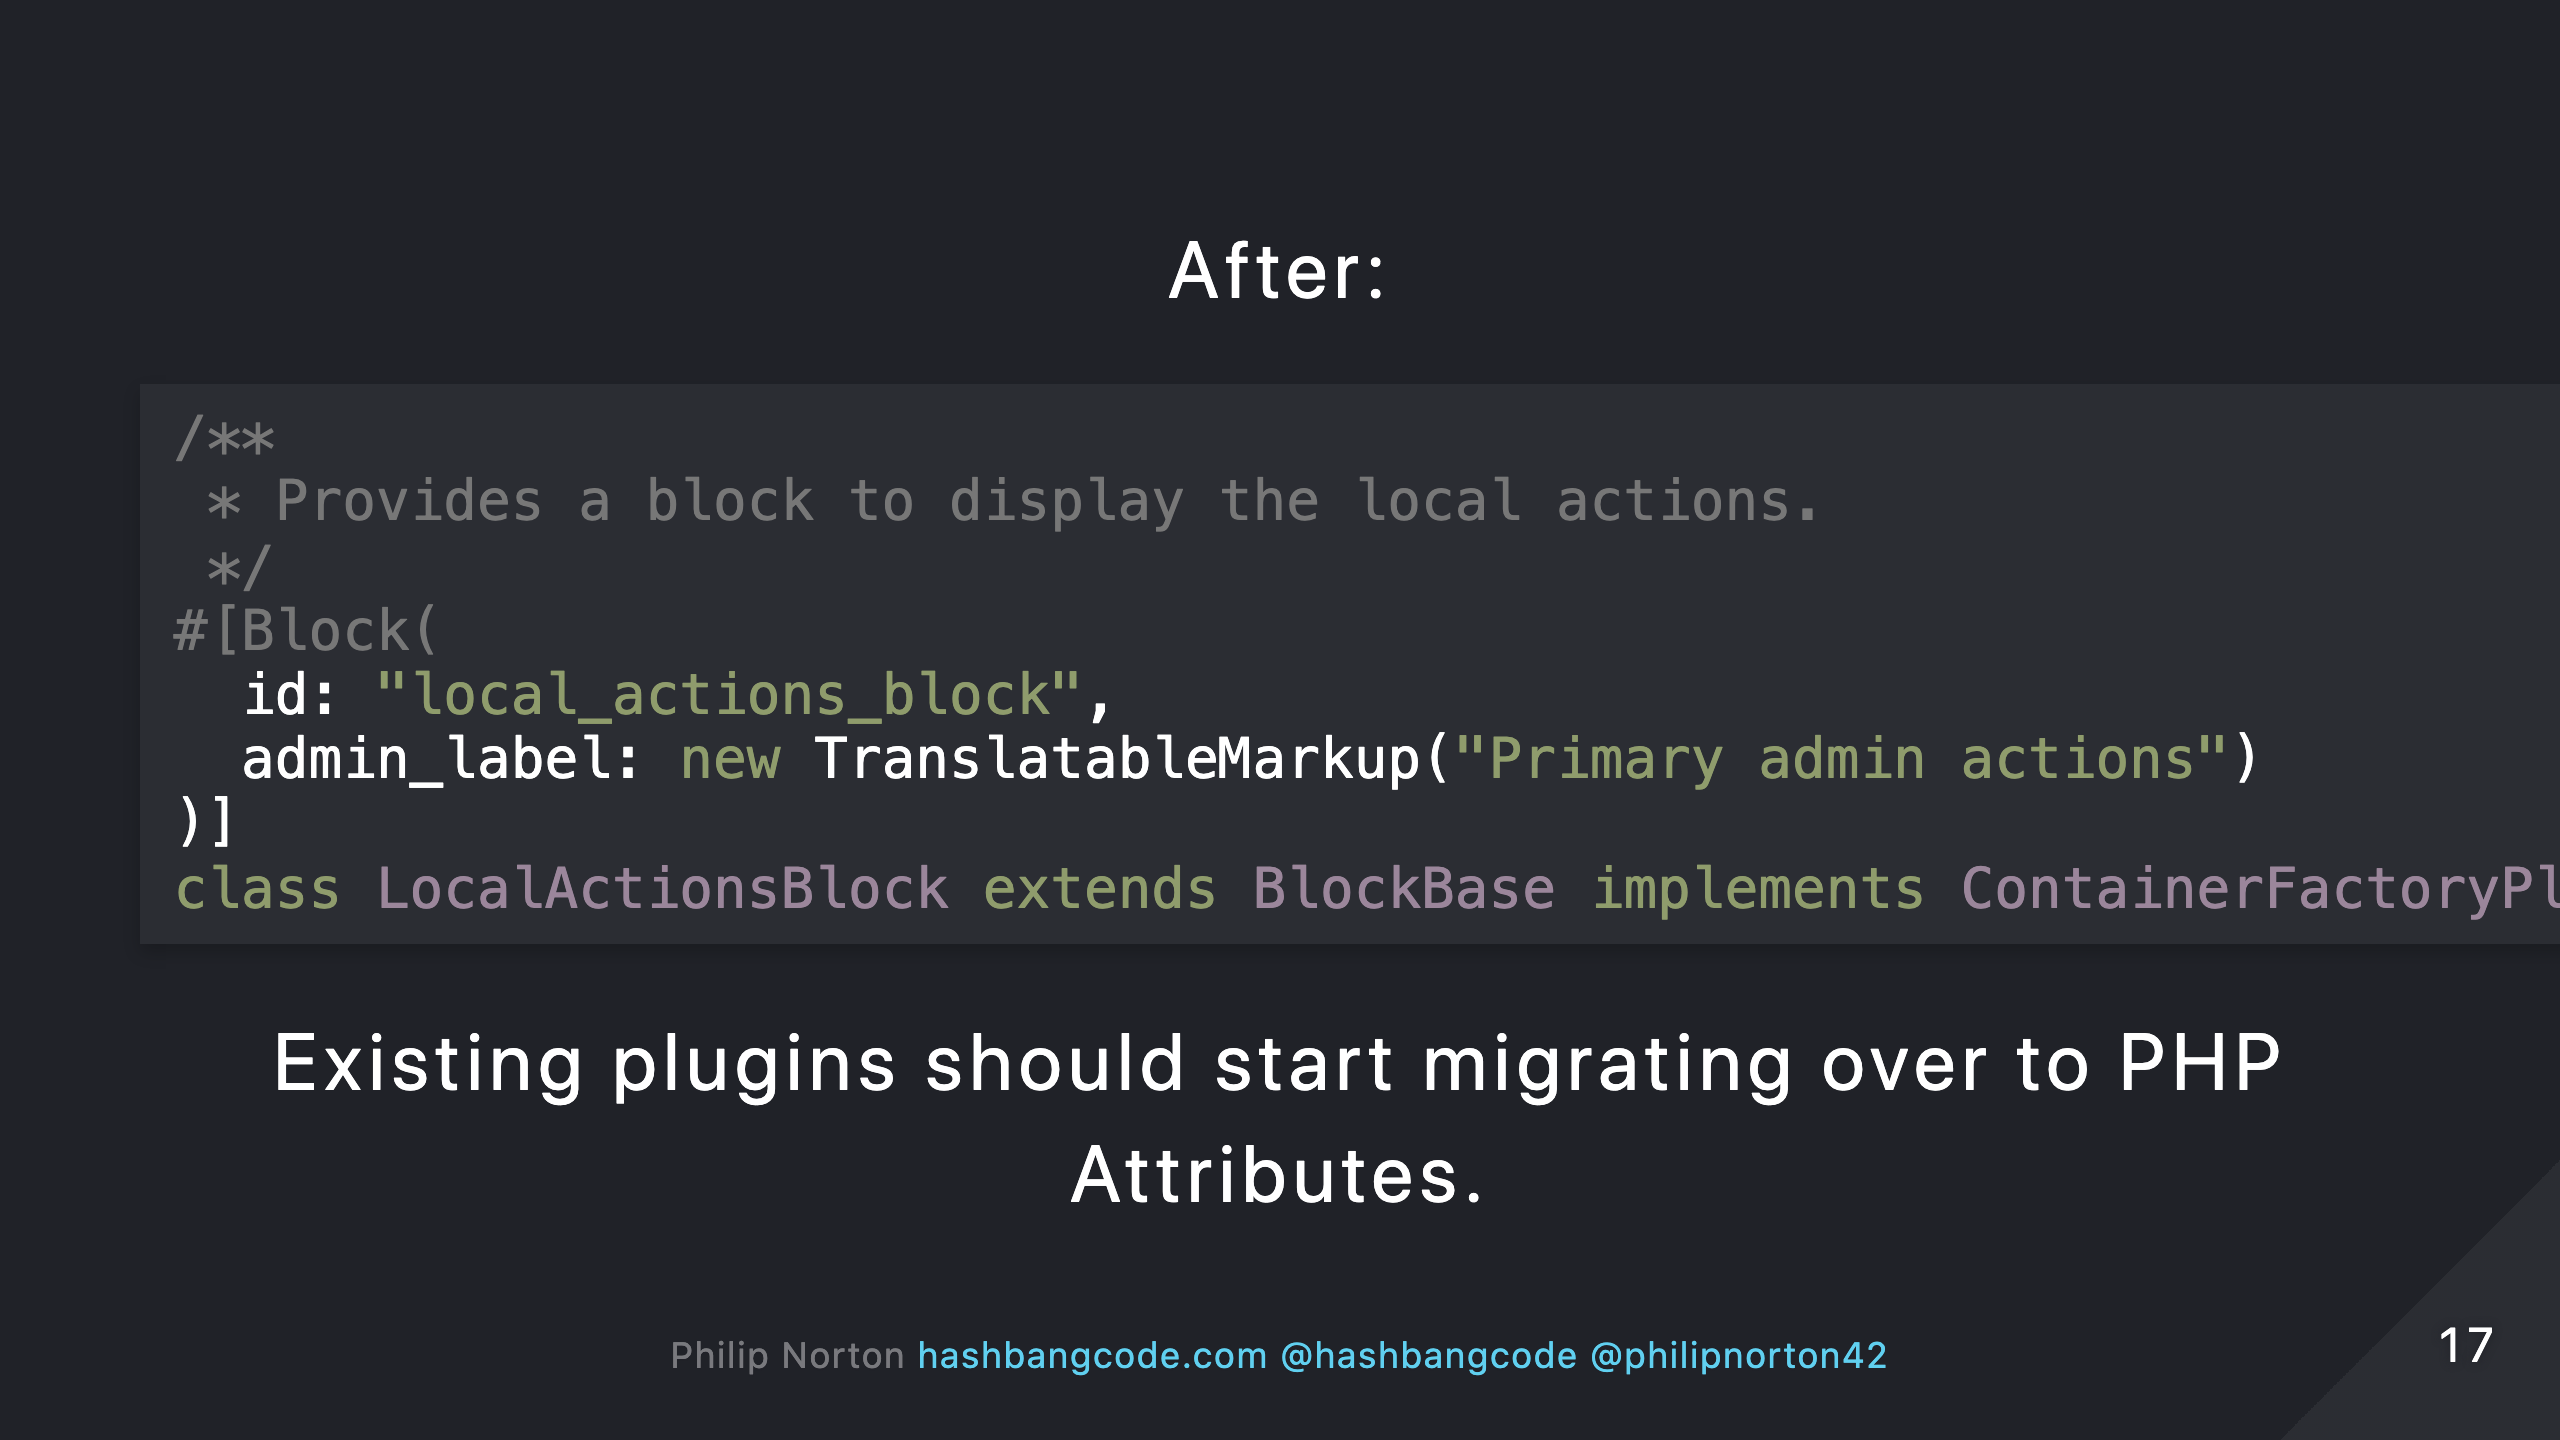 After:
/**
 * Provides a block to display the local actions.
 */
#[Block(
  id: "local_actions_block",
  admin_label: new TranslatableMarkup("Primary admin actions")
)]
class LocalActionsBlock extends BlockBase implements ContainerFactoryPl
Existing plugins should start migrating over to PHP
Attributes.
Philip Norton hashbangcode.com @hashbangcode @philipnorton42
17